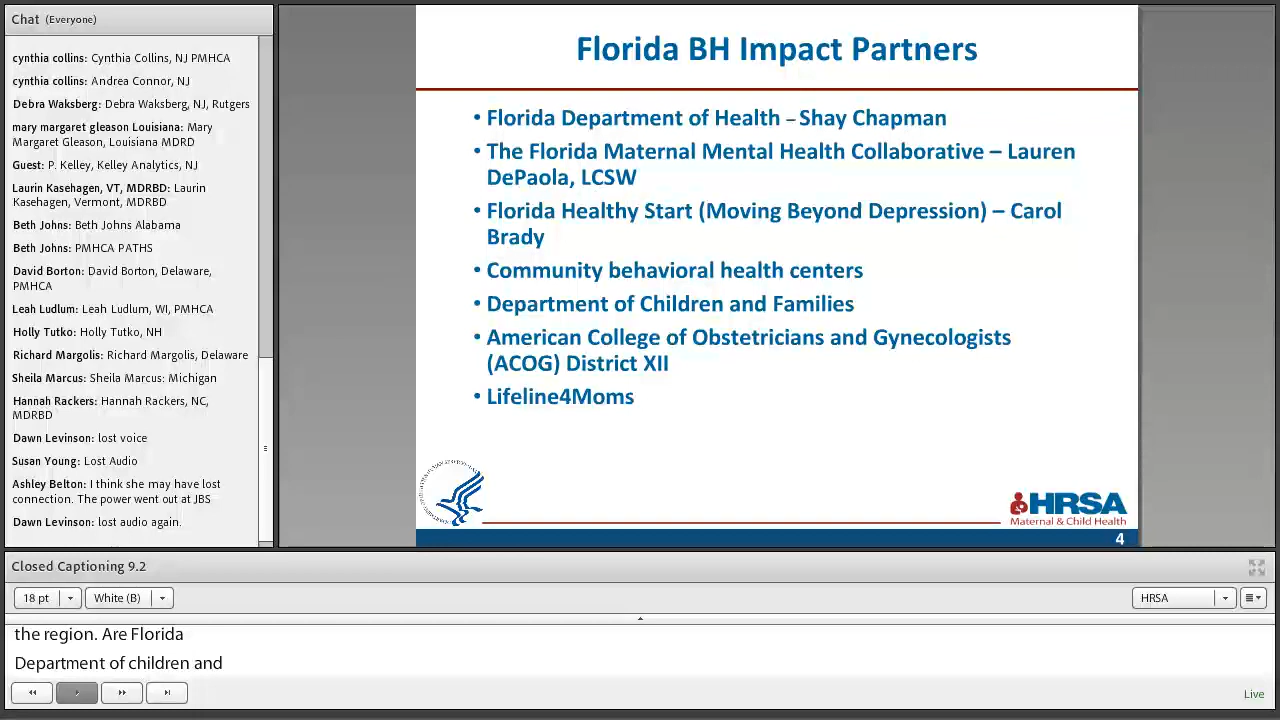 Chat (Everyone)
cynthia collins: Cynthia Collins, NJ PMHCA
cynthia collins: Andrea Connor, NJ
Debra Waksberg: Debra Waksberg, NJ, Rutgers
mary margaret gleason Louisiana: Mary
Margaret Gleason, Louisiana MDRD
Guest: P. Kelley, Kelley Analytics, NJ
Laurin Kasehagen, VT, MDRBD: Laurin
Kasehagen, Vermont, MDRBD
Beth Johns: Beth Johns Alabama
Beth Johns: PMHCA PATHS
David Borton: David Borton, Delaware,
PMHCA
Leah Ludlum: Leah Ludlum, WI, PMHCA
Holly Tutko: Holly Tutko, NH
Richard Margolis: Richard Margolis, Delaware
Sheila Marcus: Sheila Marcus: Michigan
Hannah Rackers: Hannah Rackers, NC,
MDRBD
Dawn Levinson: lost voice
Susan Young: Lost Audio
Ashley Belton: I think she may have lost
connection. The power went out at JBS
Dawn Levinson: lost audio again.
Florida BH Impact Partners
• Florida Department of Health – Shay Chapman
• The Florida Maternal Mental Health Collaborative – Lauren
DePaola, LCSW
• Florida Healthy Start (Moving Beyond Depression) – Carol
Brady
• Community behavioral health centers
• Department of Children and Families
• American College of Obstetricians and Gynecologists
(ACOG) District XII
• Lifeline4Moms
HRSA
Maternal & Child Health
4
Closed Captioning 9.2
18 pt
White (B)
HRSA
the region. Are Florida
Department of children and
Live